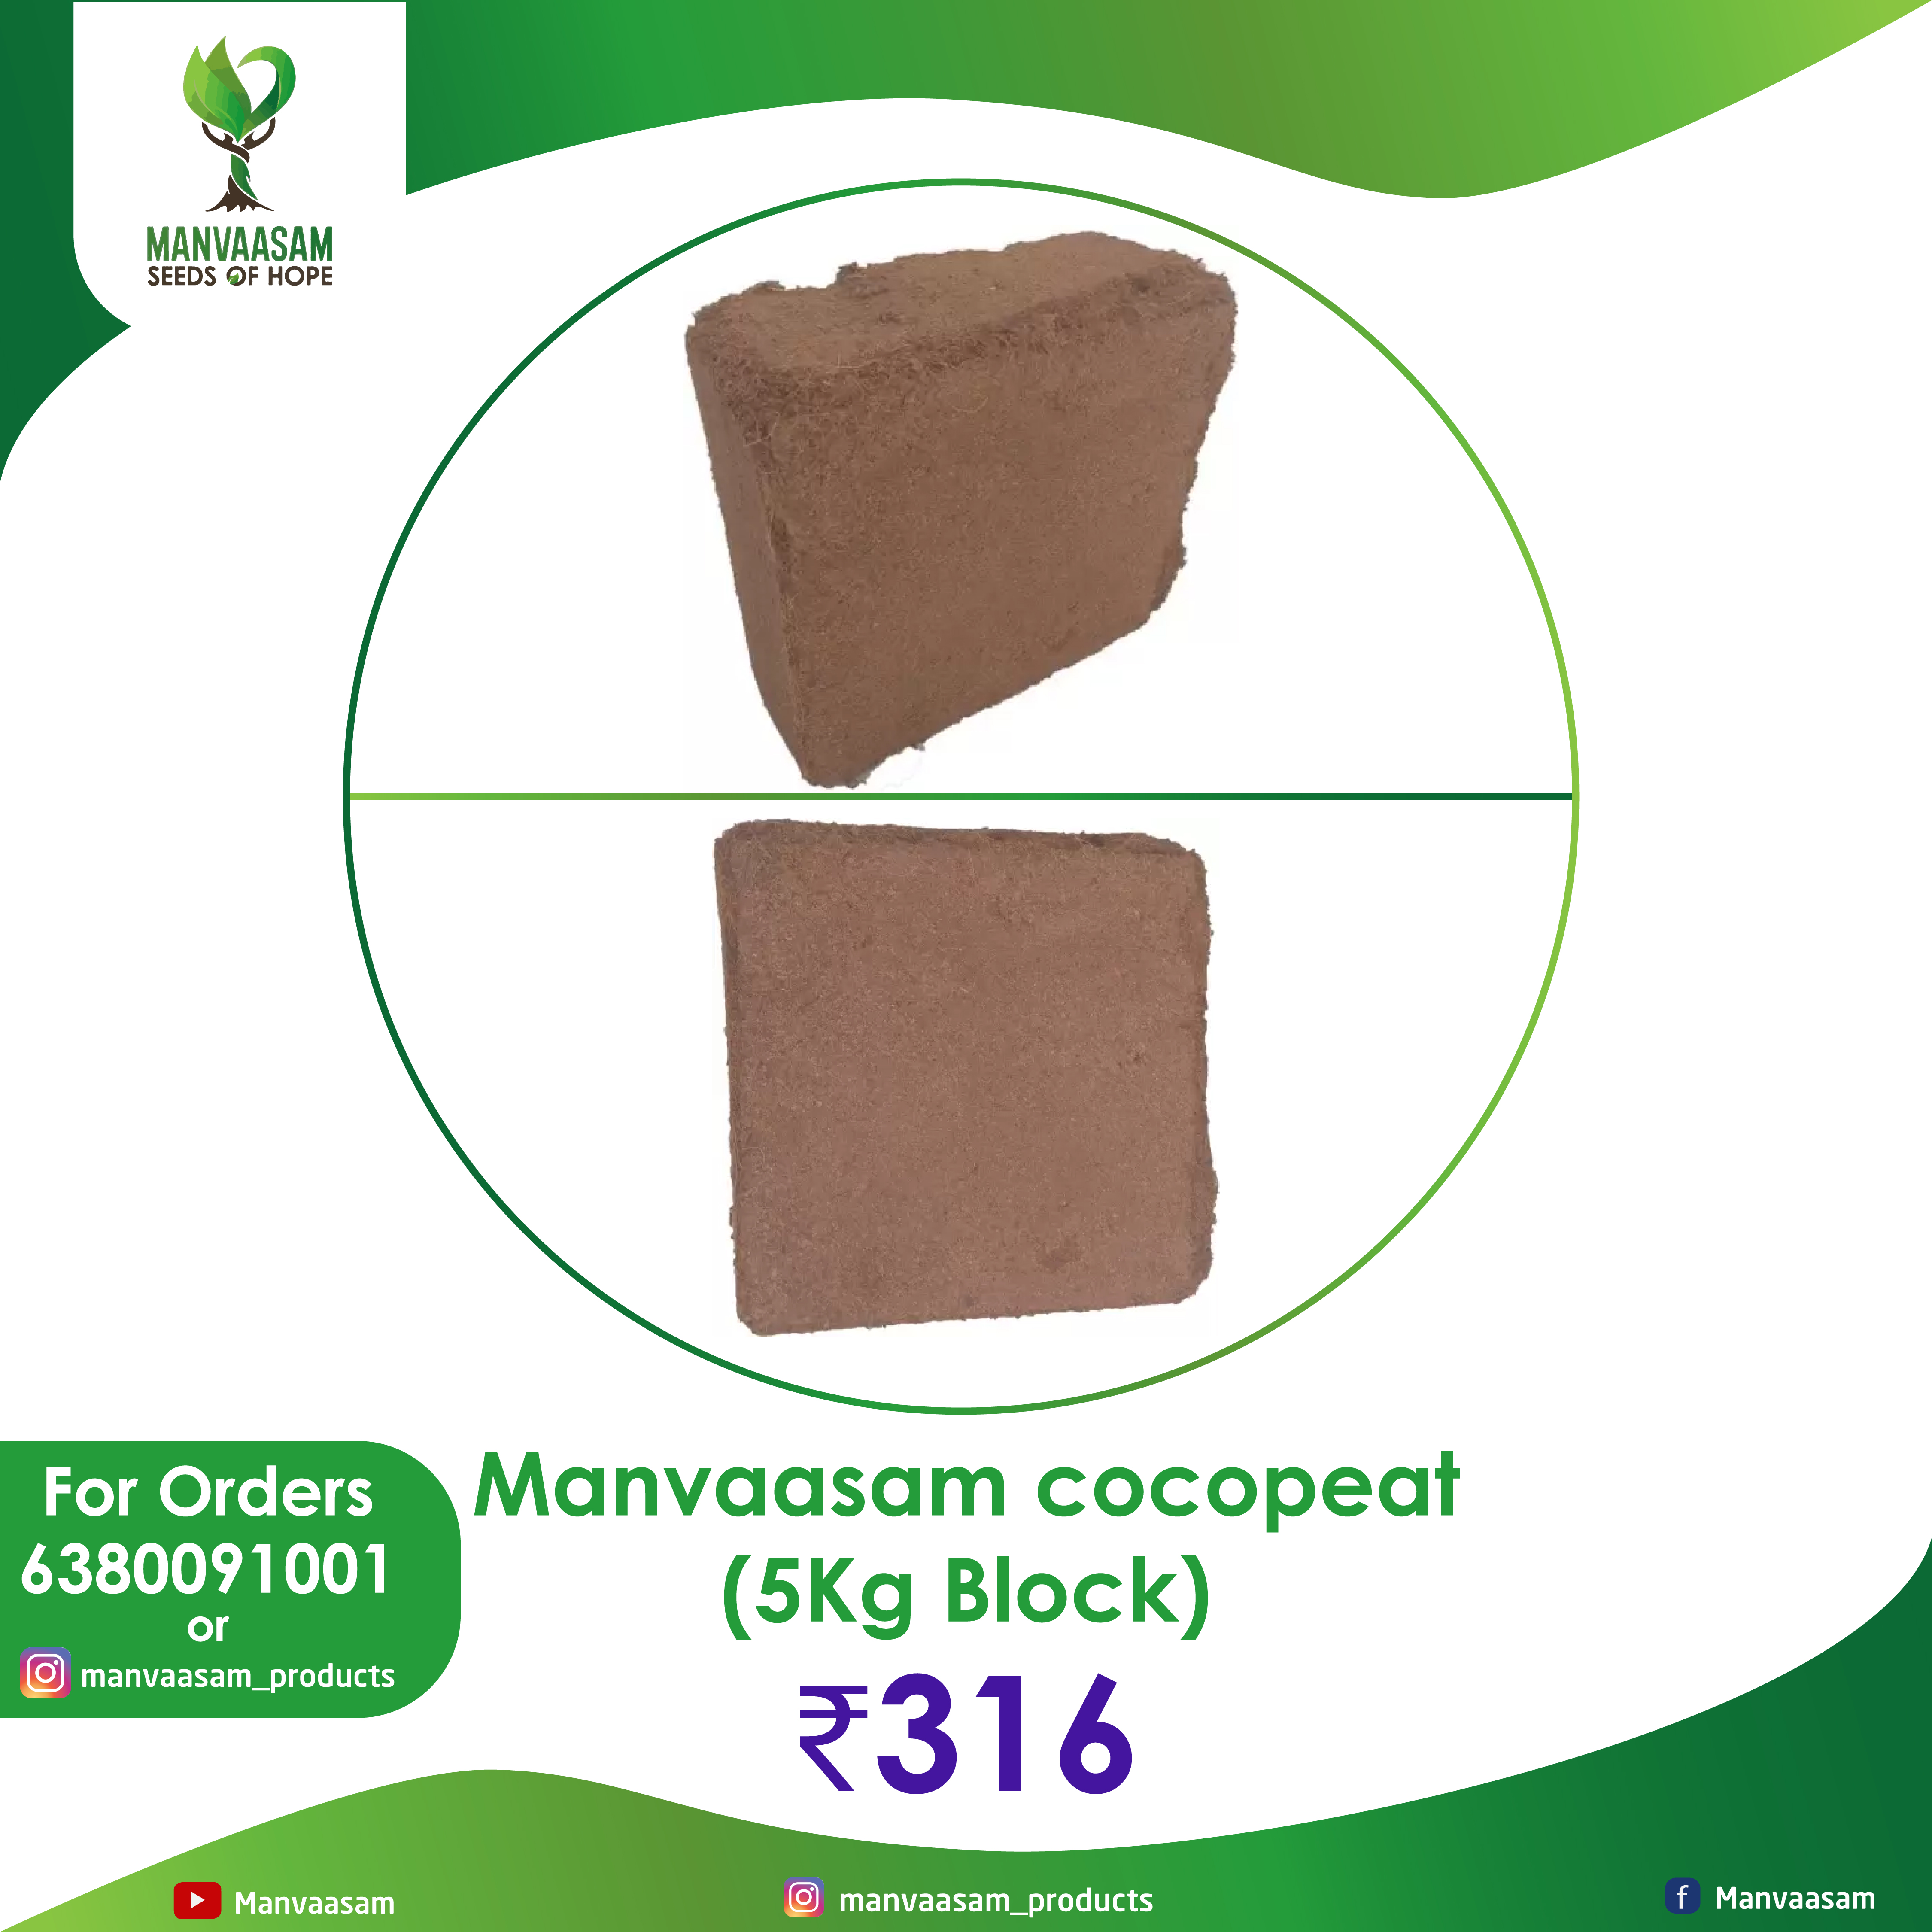 MANVAASAM
SEEDS OF HOPE
For Orders
6380091001
or
manvaasam_products
Manvaasam cocopeat
(5Kg Block)
₹316
Manvaasam
manvaasam_products
Manvaasam